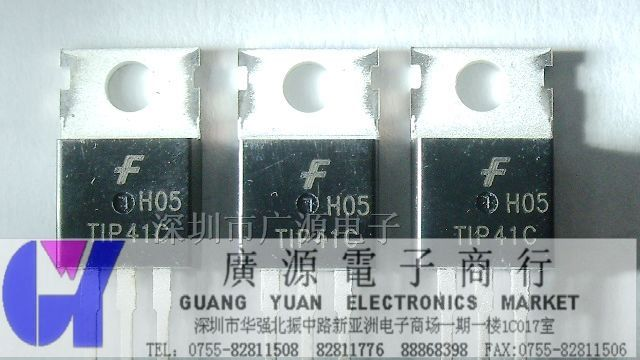 F F F
H05 H05 H05
TIP41C TIP41C TIP41C
深圳市广源电子
廣源電子商行
GUANG YUAN ELECTRONICS MARKET
深圳市华强北振中路新亚洲电子商场一期一楼1C017室
TEL: 0755-82811508 82811776 88868398 FAX:0755-82811506